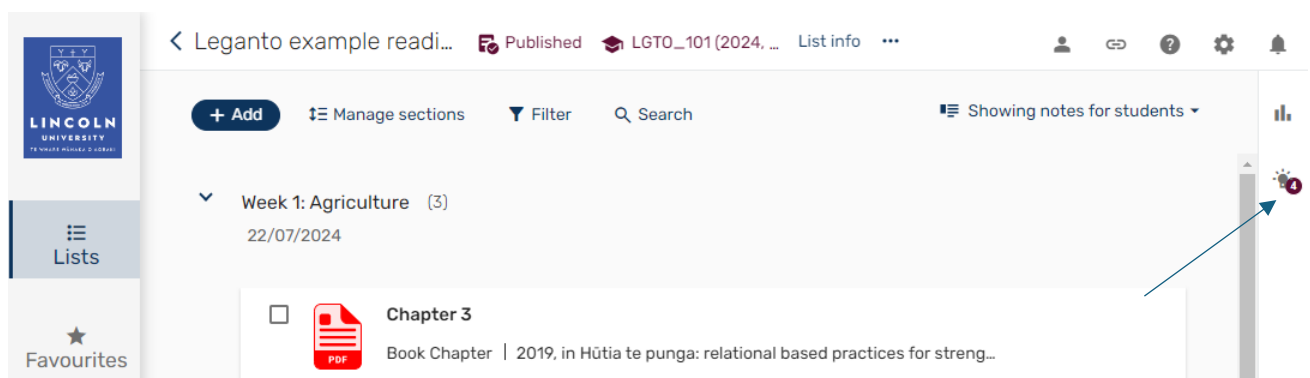 Leganto example readi...
Published
LGTO_101 (2024, ...
List info
LINCOLN
UNIVERSITY
TE WHARE WĀNAKA O AORAKI
+ Add
Manage sections
Filter
Search
Showing notes for students
4
Week 1: Agriculture (3)
22/07/2024
Lists
Chapter 3
PDF
Book Chapter | 2019, in Hūtia te punga: relational based practices for streng...
Favourites